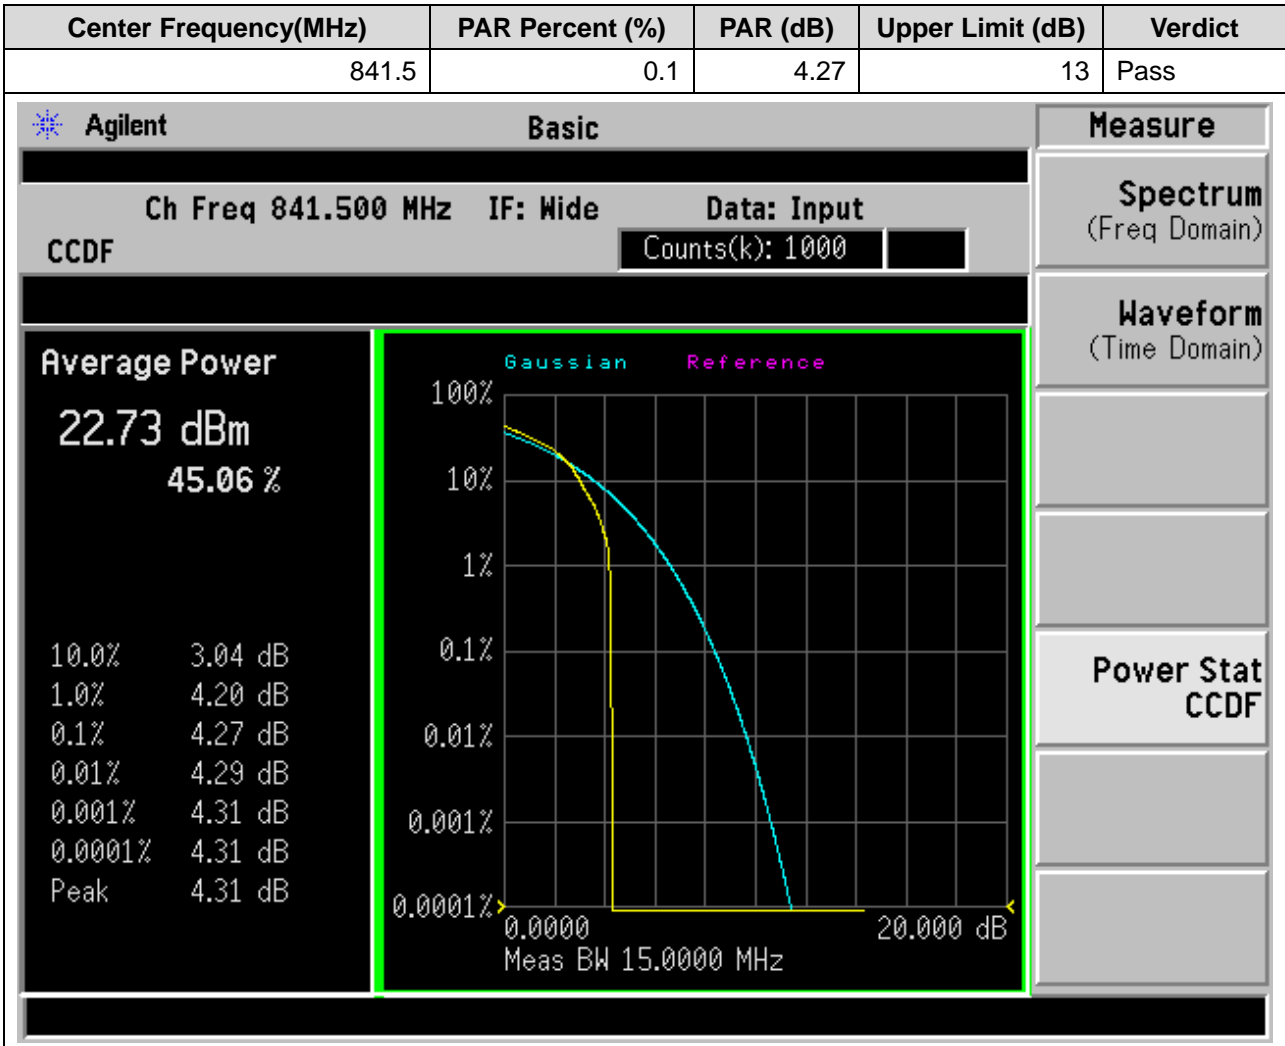 Center Frequency(MHz) PAR Percent (%) PAR (dB) Upper Limit (dB) Verdict
841.5 0.1 4.27 13 Pass
Agilent Basic Measure
Ch Freq 841.500 MHz IF: Wide Data: Input
CCDF Counts(k): 1000
Spectrum
(Freq Domain)
Waveform
(Time Domain)
Power Stat
CCDF
Average Power
22.73 dBm
45.06 %
10.0% 3.04 dB
1.0% 4.20 dB
0.1% 4.27 dB
0.01% 4.29 dB
0.001% 4.31 dB
0.0001% 4.31 dB
Peak 4.31 dB
Gaussian Reference
100%
10%
1%
0.1%
0.01%
0.001%
0.0001%
0.0000 20.000 dB
Meas BW 15.0000 MHz